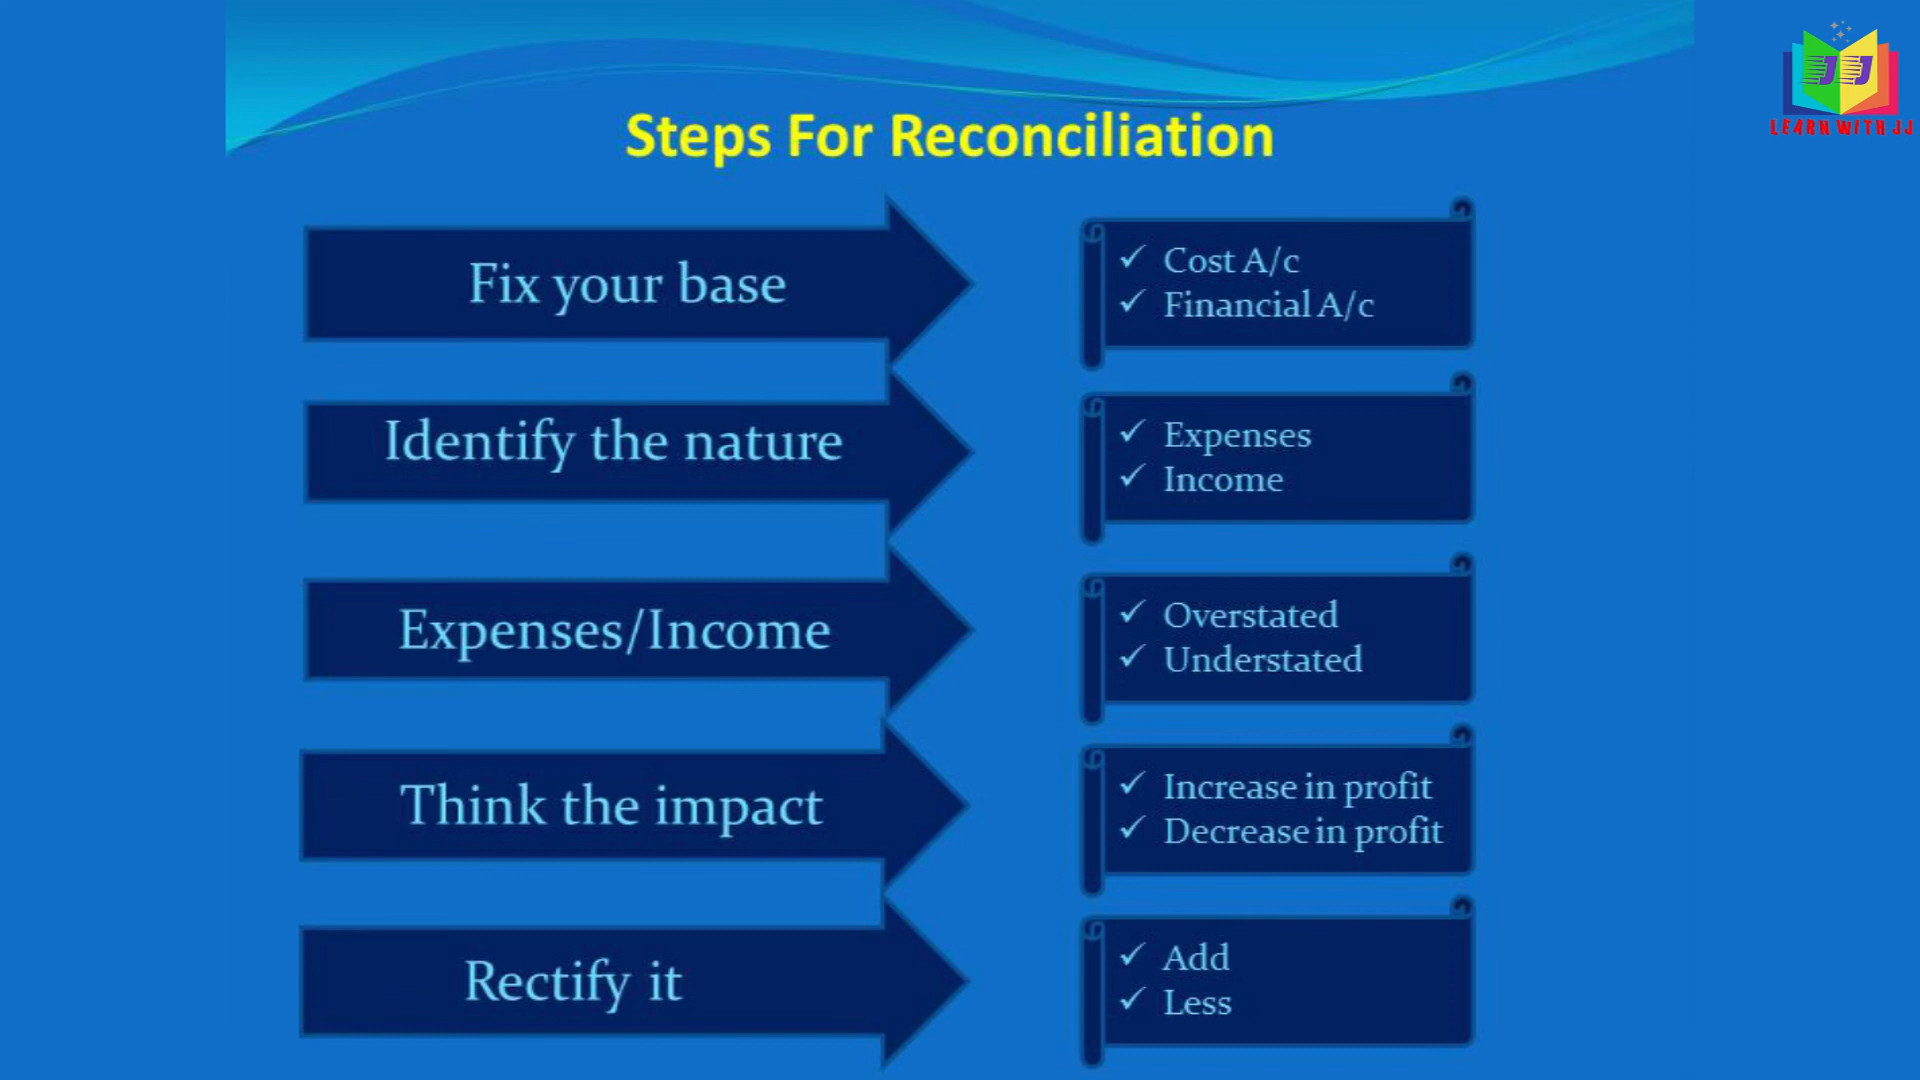 Steps For Reconciliation
Fix your base
✓ Cost A/c
✓ Financial A/c
Identify the nature
✓ Expenses
✓ Income
Expenses/Income
✓ Overstated
✓ Understated
Think the impact
✓ Increase in profit
✓ Decrease in profit
Rectify it
✓ Add
✓ Less
JJ
LEARN WITH JJ